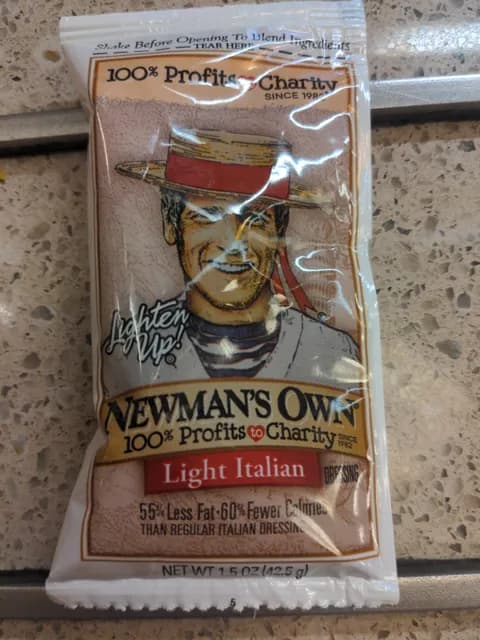 Shake Before Opening To Blend Ingredients
TEAR HERE
100% Profits to Charity
SINCE 1982
Lighten
Up!®
NEWMAN'S OWN®
100% Profits to Charity SINCE 1982
Light Italian
DRESSING
55% Less Fat•60% Fewer Calories
THAN REGULAR ITALIAN DRESSING
NET WT 1.5 OZ (42.5 g)